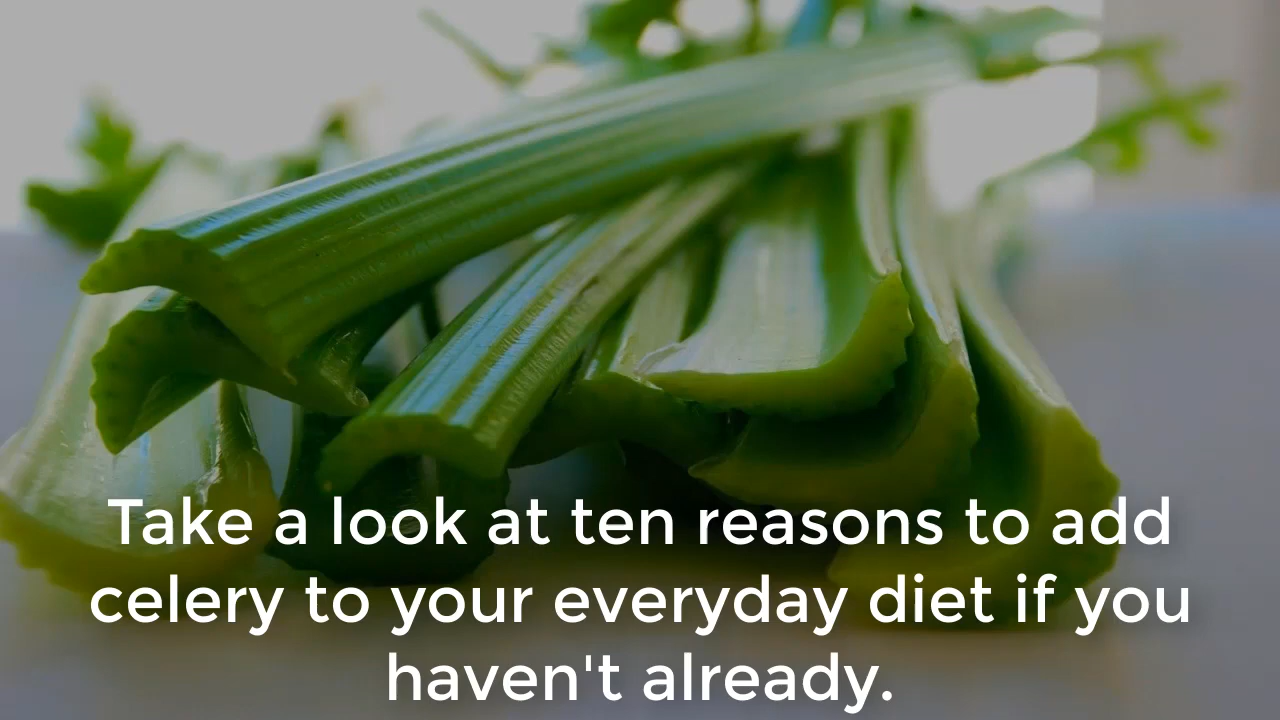 Take a look at ten reasons to add
celery to your everyday diet if you
haven't already.